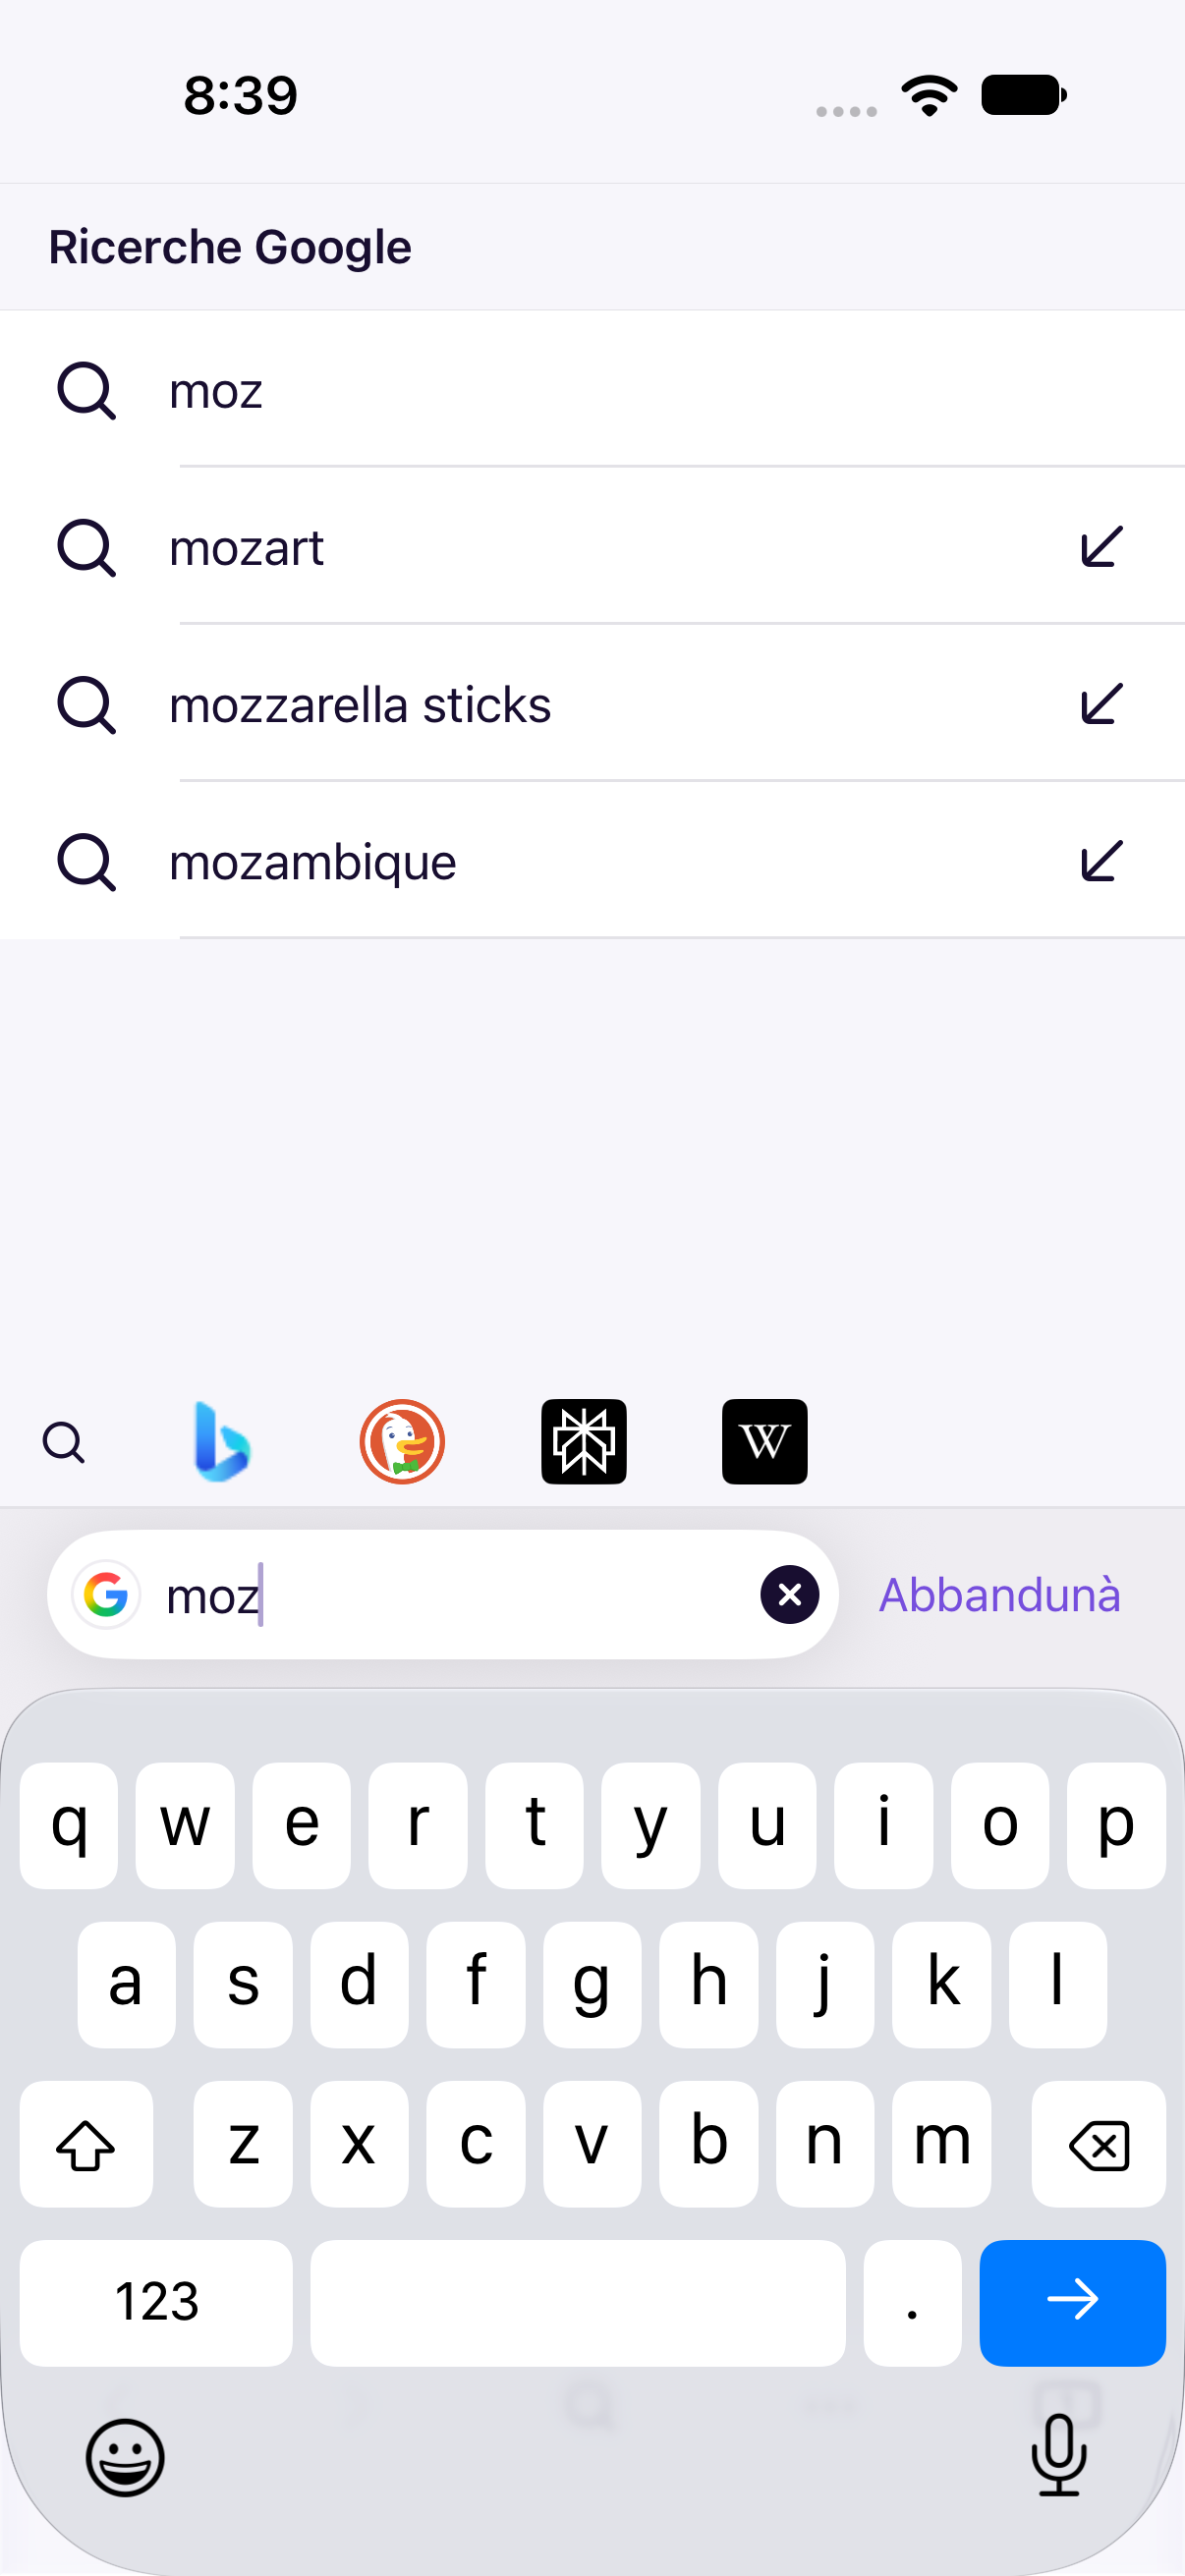 8:39
Ricerche Google
moz
mozart
mozzarella sticks
mozambique
W
moz
Abbandunà
q w e r t y u i o p
a s d f g h j k l
z x c v b n m
123 .